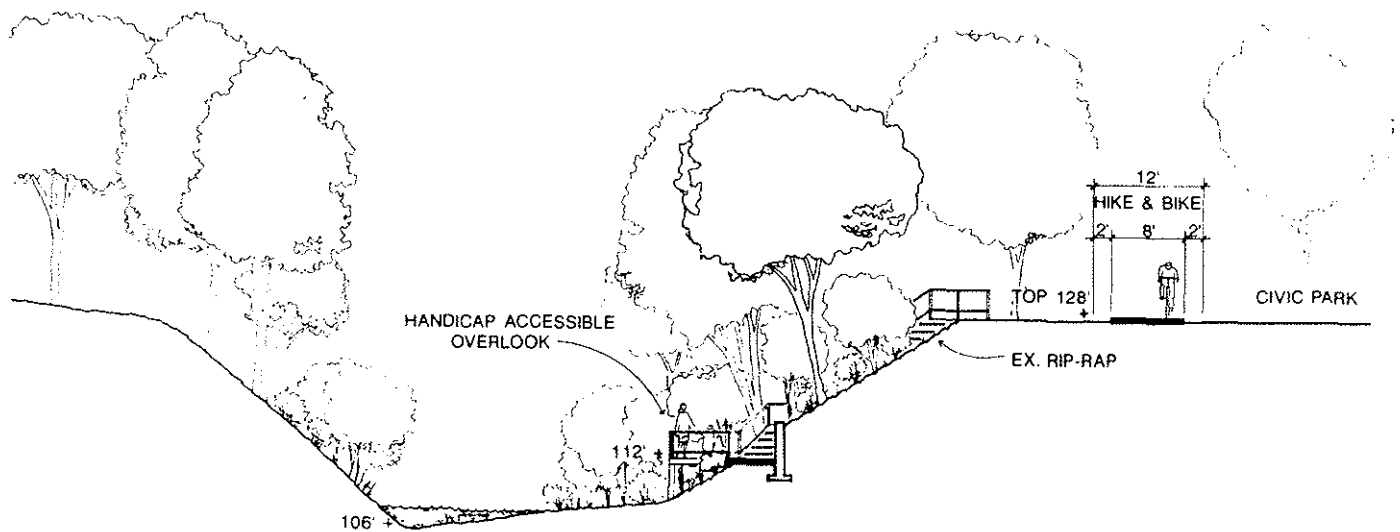 12'
HIKE & BIKE
2' 8' 2'
TOP 128'
CIVIC PARK
HANDICAP ACCESSIBLE
OVERLOOK
EX. RIP-RAP
112'
106'